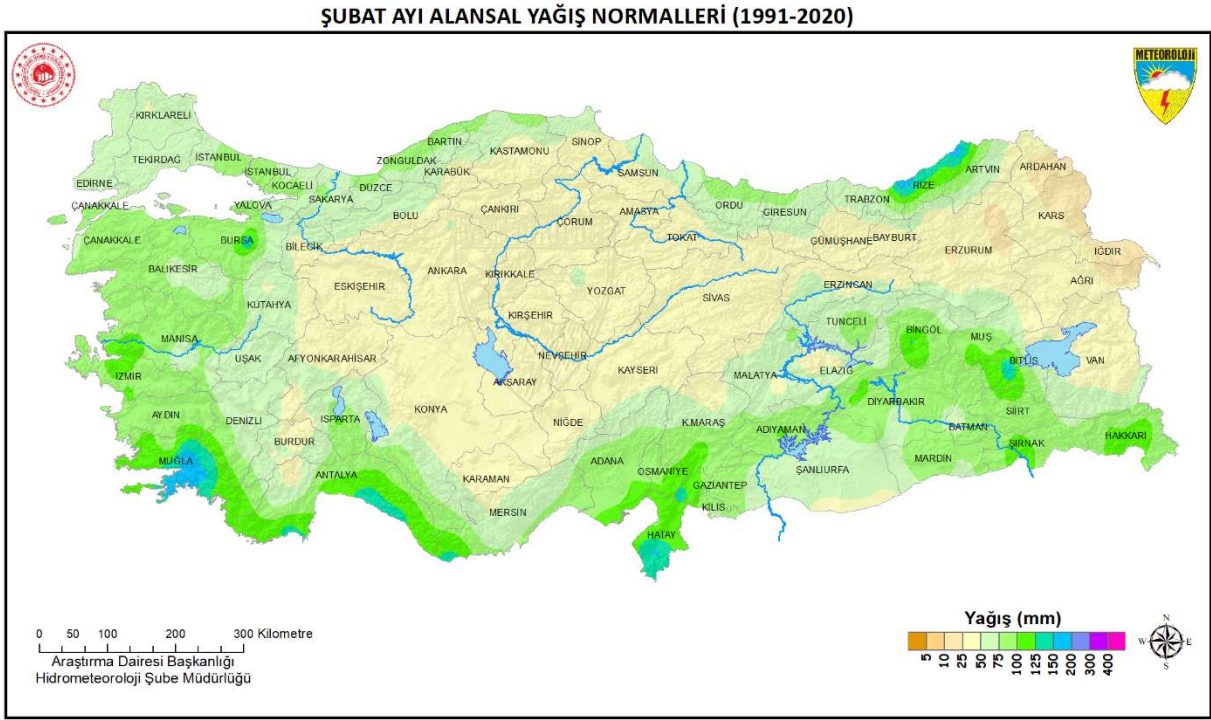 ŞUBAT AYI ALANSAL YAĞIŞ NORMALLERİ (1991-2020)
METEOROLOJİ
KIRKLARELİ
TEKİRDAĞ
İSTANBUL
İSTANBUL
EDİRNE
KOCAELİ
ÇANAKKALE
YALOVA
SAKARYA
DÜZCE
ZONGULDAK
BARTIN
KARABÜK
KASTAMONU
SİNOP
SAMSUN
ORDU
GİRESUN
TRABZON
RİZE
ARTVİN
ARDAHAN
ÇANAKKALE
BURSA
BİLECİK
BOLU
ÇANKIRI
ÇORUM
AMASYA
TOKAT
GÜMÜŞHANE
BAYBURT
ERZURUM
KARS
IĞDIR
BALIKESİR
KÜTAHYA
ESKİŞEHİR
ANKARA
KIRIKKALE
YOZGAT
SİVAS
ERZİNCAN
AĞRI
MANİSA
UŞAK
AFYONKARAHİSAR
KIRŞEHİR
NEVŞEHİR
KAYSERİ
TUNCELİ
BİNGÖL
MUŞ
BİTLİS
VAN
İZMİR
AKSARAY
MALATYA
ELAZIĞ
AYDIN
DENİZLİ
ISPARTA
KONYA
NİĞDE
K.MARAŞ
ADIYAMAN
DİYARBAKIR
SİİRT
BATMAN
BURDUR
MUĞLA
ANTALYA
KARAMAN
ADANA
OSMANİYE
GAZİANTEP
ŞANLIURFA
MARDİN
ŞIRNAK
HAKKARİ
MERSİN
KİLİS
HATAY
0 50 100 200 300 Kilometre
Araştırma Dairesi Başkanlığı
Hidrometeoroloji Şube Müdürlüğü
Yağış (mm)
5 10 25 50 75 100 125 150 200 300 400
N
W E
S